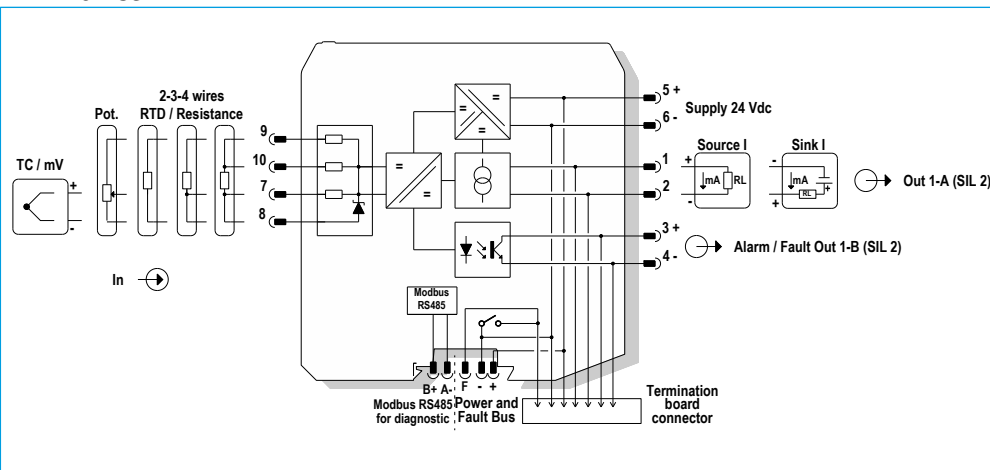 2-3-4 wires
Pot. RTD / Resistance
TC / mV
+
-
In
9
10
7
8
=
=
=
=
=
5 +
6 -
Supply 24 Vdc
1
2
Source I
+
mA RL
-
Sink I
-
mA
+
RL
+
Out 1-A (SIL 2)
3 +
4 -
Alarm / Fault Out 1-B (SIL 2)
Modbus
RS485
B+ A- F - +
Modbus RS485
for diagnostic
Power and
Fault Bus
Termination
board
connector